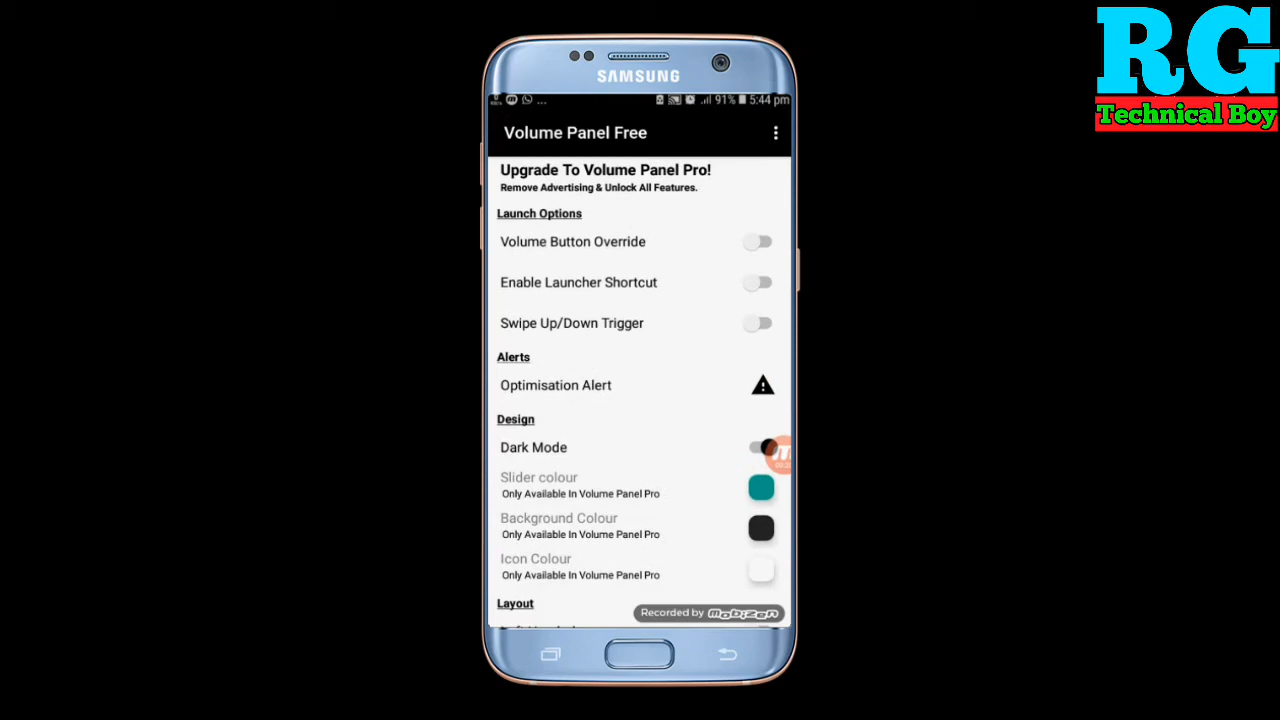 RG
Technical Boy
SAMSUNG
... 91% 5:44 pm
Volume Panel Free
Upgrade To Volume Panel Pro!
Remove Advertising & Unlock All Features.
Launch Options
Volume Button Override
Enable Launcher Shortcut
Swipe Up/Down Trigger
Alerts
Optimisation Alert
Design
Dark Mode
Slider colour
Only Available In Volume Panel Pro
Background Colour
Only Available In Volume Panel Pro
Icon Colour
Only Available In Volume Panel Pro
Layout
Recorded by mobizen